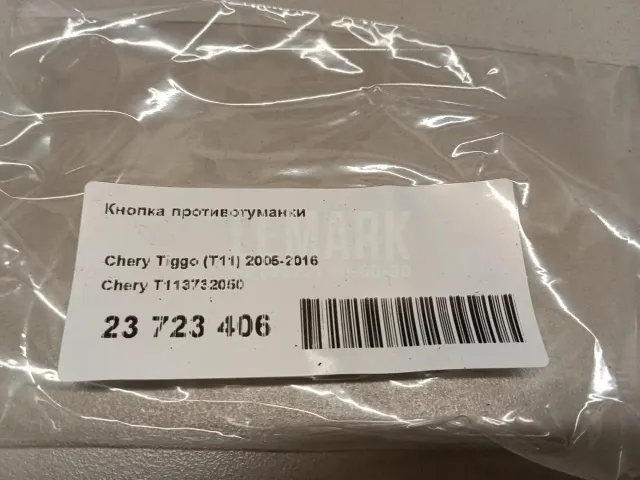 Кнопка противотуманки
Chery Tiggo (T11) 2005-2016
Chery T113732050
23 723 406